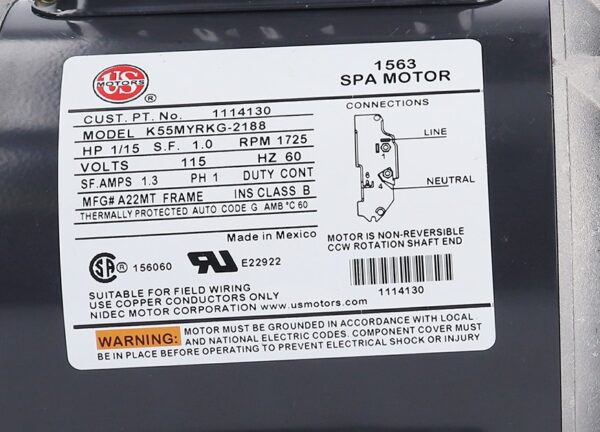 US
MOTORS
®
1563
SPA MOTOR
CUST. PT. No. 1114130
MODEL K55MYRKG-2188
HP 1/15 S.F. 1.0 RPM 1725
VOLTS 115 HZ 60
SF.AMPS 1.3 PH 1 DUTY CONT
MFG# A22MT FRAME INS CLASS B
THERMALLY PROTECTED AUTO CODE G AMB °C 60
CONNECTIONS
LINE
1
6
4
NEUTRAL
Made in Mexico
MOTOR IS NON-REVERSIBLE
CCW ROTATION SHAFT END
SA ® 156060 RU E22922
SUITABLE FOR FIELD WIRING
USE COPPER CONDUCTORS ONLY
NIDEC MOTOR CORPORATION www.usmotors.com
1114130
WARNING: MOTOR MUST BE GROUNDED IN ACCORDANCE WITH LOCAL
AND NATIONAL ELECTRIC CODES. COMPONENT COVER MUST
BE IN PLACE BEFORE OPERATING TO PREVENT ELECTRICAL SHOCK OR INJURY